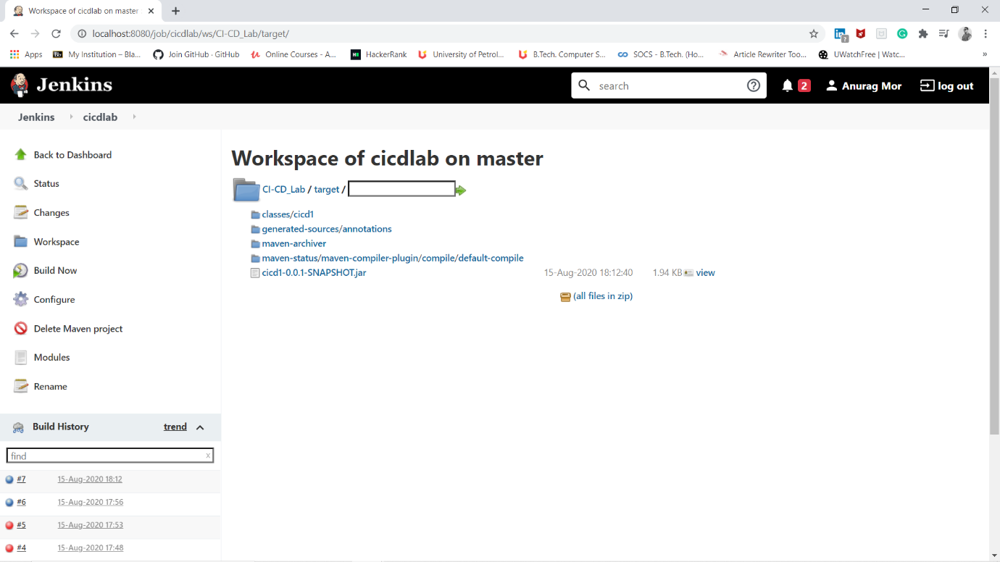 Workspace of cicdlab on master
localhost:8080/job/cicdlab/ws/CI-CD_Lab/target/
Apps
Bb
My Institution – Bla...
Join GitHub · GitHub
Online Courses - A...
HackerRank
University of Petrol...
B.Tech. Computer S...
SOCS - B.Tech. (Ho...
Article Rewriter Too...
UWatchFree | Watc...
»
Jenkins
search
2
Anurag Mor
log out
Jenkins
cicdlab
Back to Dashboard
Status
Changes
Workspace
Build Now
Configure
Delete Maven project
Modules
Rename
Build History
trend
find
x
#7 15-Aug-2020 18:12
#6 15-Aug-2020 17:56
#5 15-Aug-2020 17:53
#4 15-Aug-2020 17:48
Workspace of cicdlab on master
CI-CD_Lab / target /
classes/cicd1
generated-sources/annotations
maven-archiver
maven-status/maven-compiler-plugin/compile/default-compile
cicd1-0.0.1-SNAPSHOT.jar 15-Aug-2020 18:12:40 1.94 KB view
(all files in zip)